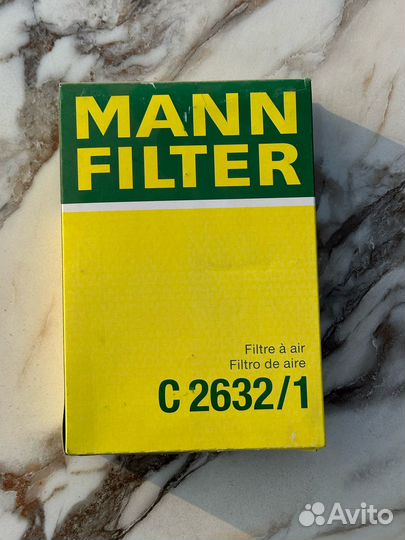 MANN
FILTER
Filtre à air
Filtro de aire
C 2632/1
Avito